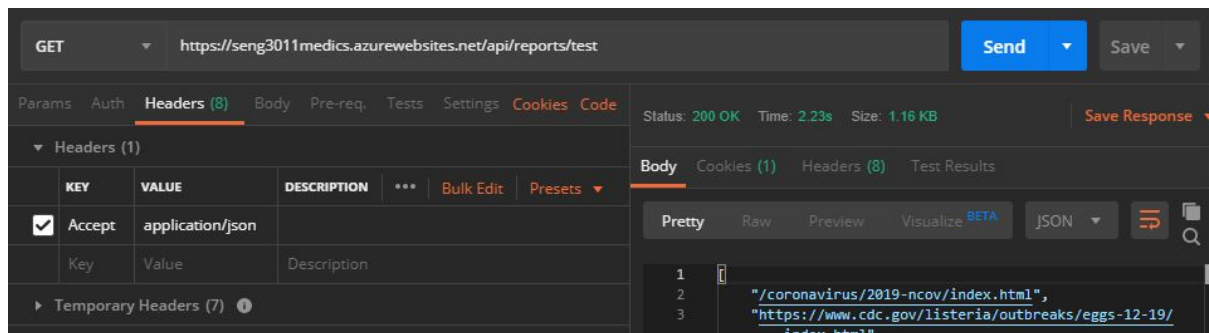 GET https://seng3011medics.azurewebsites.net/api/reports/test Send Save
Params Auth Headers (8) Body Pre-req. Tests Settings Cookies Code
Headers (1)
KEY VALUE DESCRIPTION ••• Bulk Edit Presets
Accept application/json
Key Value Description
Temporary Headers (7)
Status: 200 OK Time: 2.23s Size: 1.16 KB Save Response
Body Cookies (1) Headers (8) Test Results
Pretty Raw Preview Visualize BETA JSON
1 [
2 "/coronavirus/2019-ncov/index.html",
3 "https://www.cdc.gov/listeria/outbreaks/eggs-12-19/
index.html"